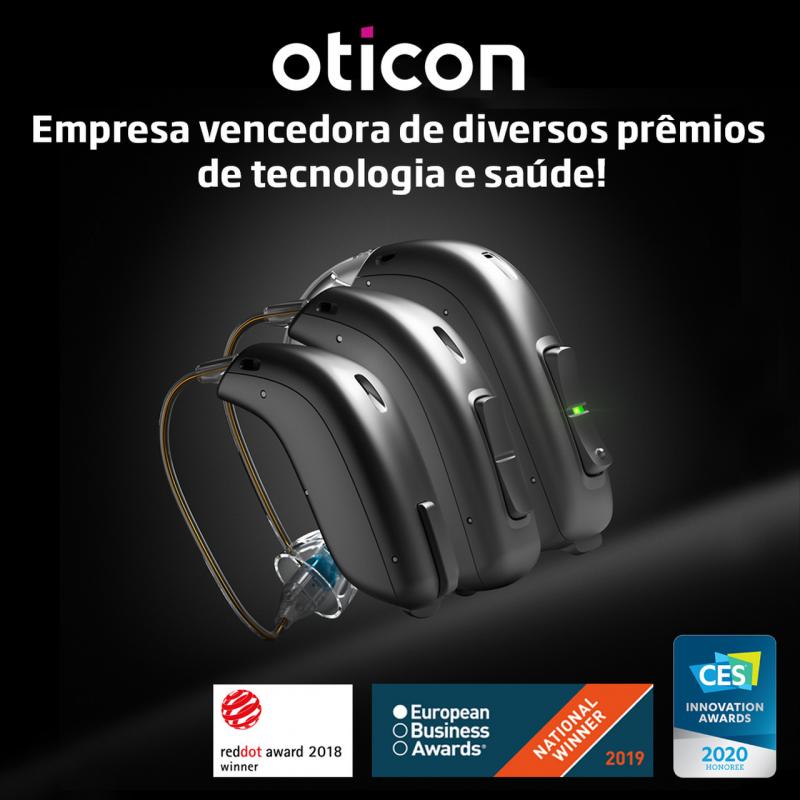 oticon
Empresa vencedora de diversos prêmios
de tecnologia e saúde!
reddot award 2018
winner
European
Business
Awards®
NATIONAL
WINNER
2019
CES®
INNOVATION
AWARDS
2020
HONOREE